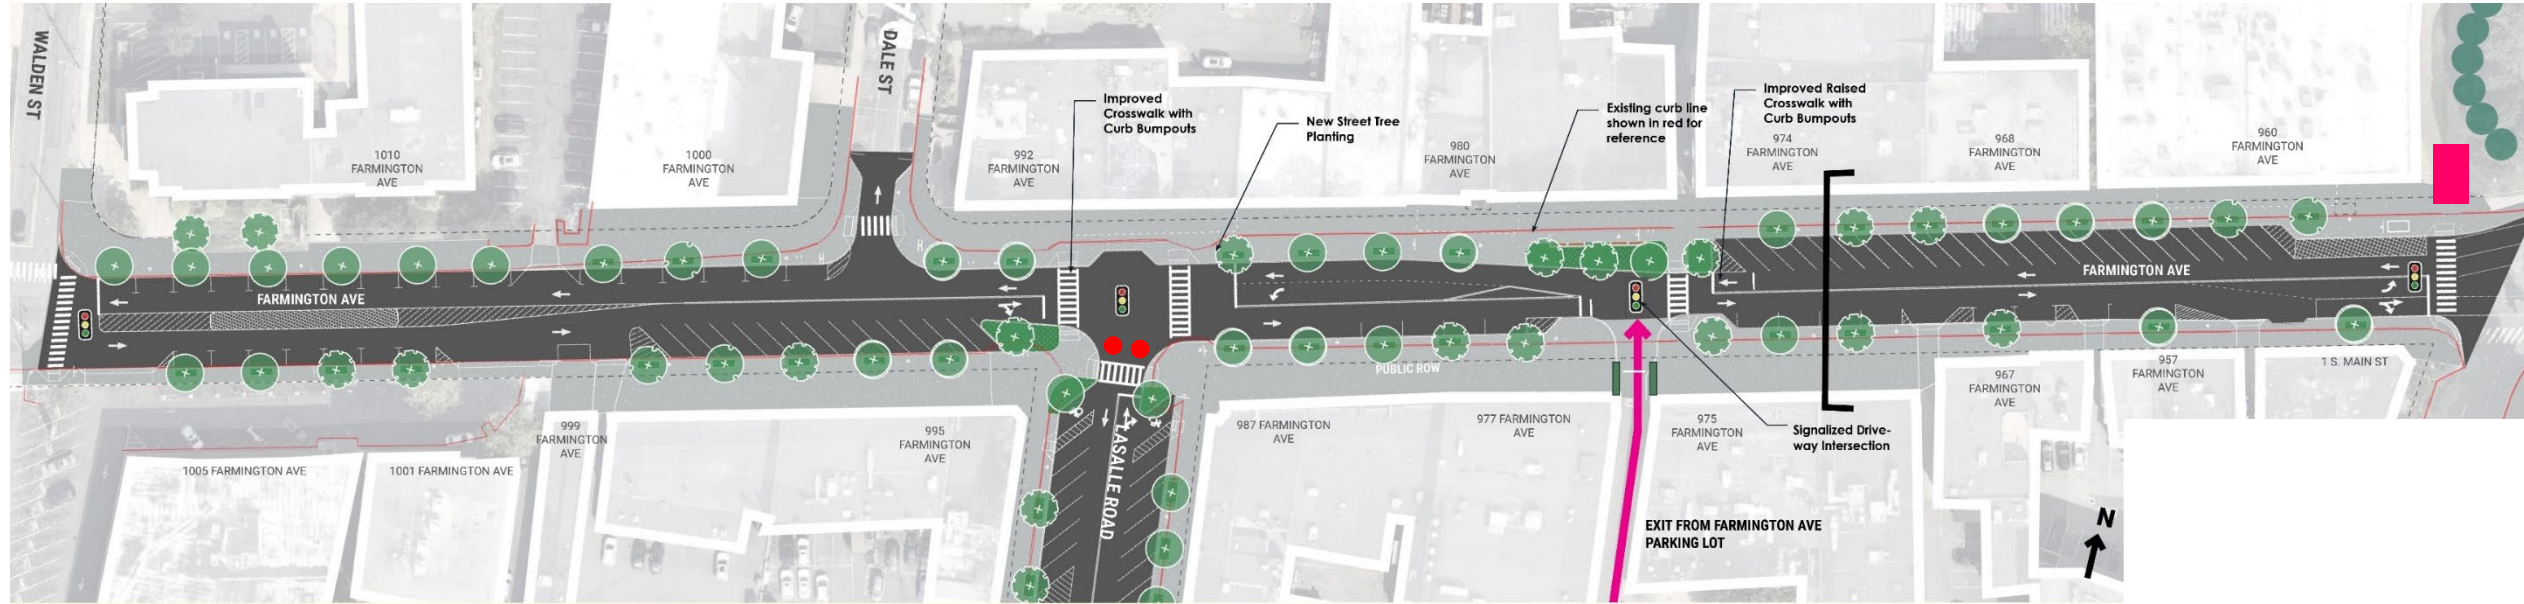 WALDEN ST
DALE ST
Improved
Crosswalk with
Curb Bumpouts
New Street Tree
Planting
Existing curb line
shown in red for
reference
Improved Raised
Crosswalk with
Curb Bumpouts
1010
FARMINGTON
AVE
1000
FARMINGTON
AVE
992
FARMINGTON
AVE
980
FARMINGTON
AVE
974
FARMINGTON
AVE
968
FARMINGTON
AVE
960
FARMINGTON
AVE
FARMINGTON AVE
FARMINGTON AVE
PUBLIC ROW
999
FARMINGTON
AVE
995
FARMINGTON
AVE
987 FARMINGTON
AVE
977 FARMINGTON
AVE
975
FARMINGTON
AVE
967
FARMINGTON
AVE
957
FARMINGTON
AVE
1 S. MAIN ST
1005 FARMINGTON AVE
1001 FARMINGTON AVE
LASALLE ROAD
Signalized Drive-
way Intersection
EXIT FROM FARMINGTON AVE
PARKING LOT
N